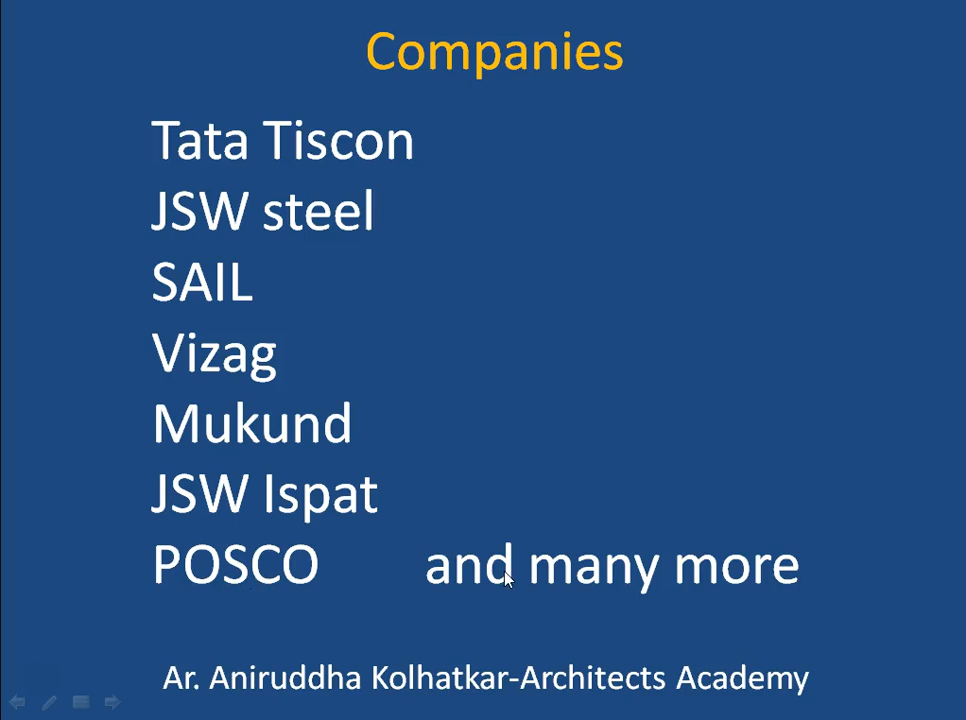 Companies
Tata Tiscon
JSW steel
SAIL
Vizag
Mukund
JSW Ispat
POSCO and many more
Ar. Aniruddha Kolhatkar-Architects Academy